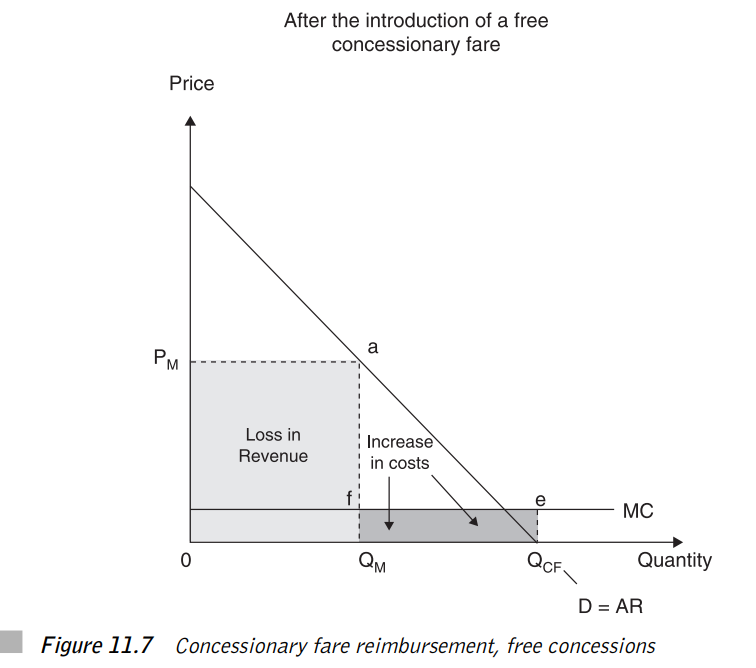 After the introduction of a free
concessionary fare
Price
a
P_M
Loss in
Revenue
Increase
in costs
f
e
MC
0
Q_M
Q_CF
Quantity
D = AR
Figure 11.7 Concessionary fare reimbursement, free concessions